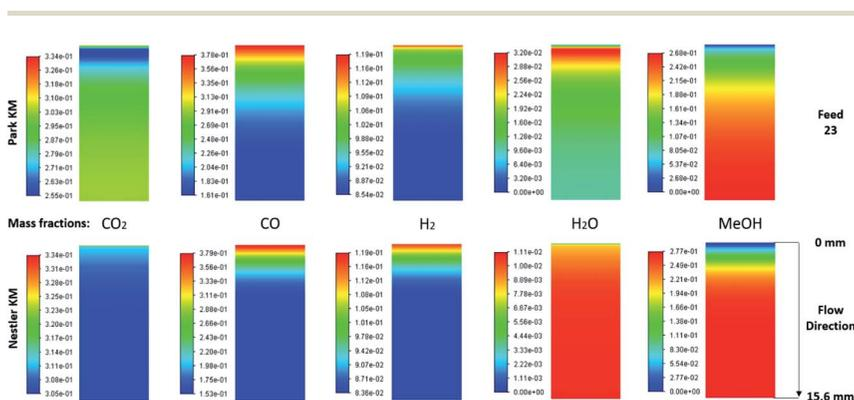 Park KM
3.34e-01
3.26e-01
3.18e-01
3.10e-01
3.02e-01
2.94e-01
2.87e-01
2.79e-01
2.71e-01
2.63e-01
2.55e-01
3.78e-01
3.56e-01
3.35e-01
3.13e-01
2.91e-01
2.69e-01
2.48e-01
2.26e-01
2.04e-01
1.83e-01
1.61e-01
1.19e-01
1.16e-01
1.12e-01
1.09e-01
1.06e-01
1.02e-01
9.88e-02
9.55e-02
9.21e-02
8.87e-02
8.54e-02
3.20e-02
2.88e-02
2.56e-02
2.24e-02
1.92e-02
1.60e-02
1.28e-02
9.60e-03
6.40e-03
3.20e-03
0.00e+00
2.68e-01
2.42e-01
2.15e-01
1.88e-01
1.61e-01
1.34e-01
1.07e-01
8.05e-02
5.37e-02
2.68e-02
0.00e+00
Feed
23
Mass fractions: CO2 CO H2 H2O MeOH
Nestler KM
3.34e-01
3.31e-01
3.28e-01
3.25e-01
3.22e-01
3.20e-01
3.17e-01
3.14e-01
3.11e-01
3.08e-01
3.05e-01
3.79e-01
3.56e-01
3.33e-01
3.11e-01
2.88e-01
2.66e-01
2.43e-01
2.20e-01
1.98e-01
1.75e-01
1.53e-01
1.19e-01
1.16e-01
1.12e-01
1.08e-01
1.05e-01
1.01e-01
9.78e-02
9.42e-02
9.07e-02
8.71e-02
8.36e-02
1.11e-02
1.00e-02
8.89e-03
7.78e-03
6.67e-03
5.56e-03
4.44e-03
3.33e-03
2.22e-03
1.11e-03
0.00e+00
2.77e-01
2.49e-01
2.21e-01
1.94e-01
1.66e-01
1.38e-01
1.11e-01
8.30e-02
5.54e-02
2.77e-02
0.00e+00
0 mm
Flow
Direction
15.6 mm